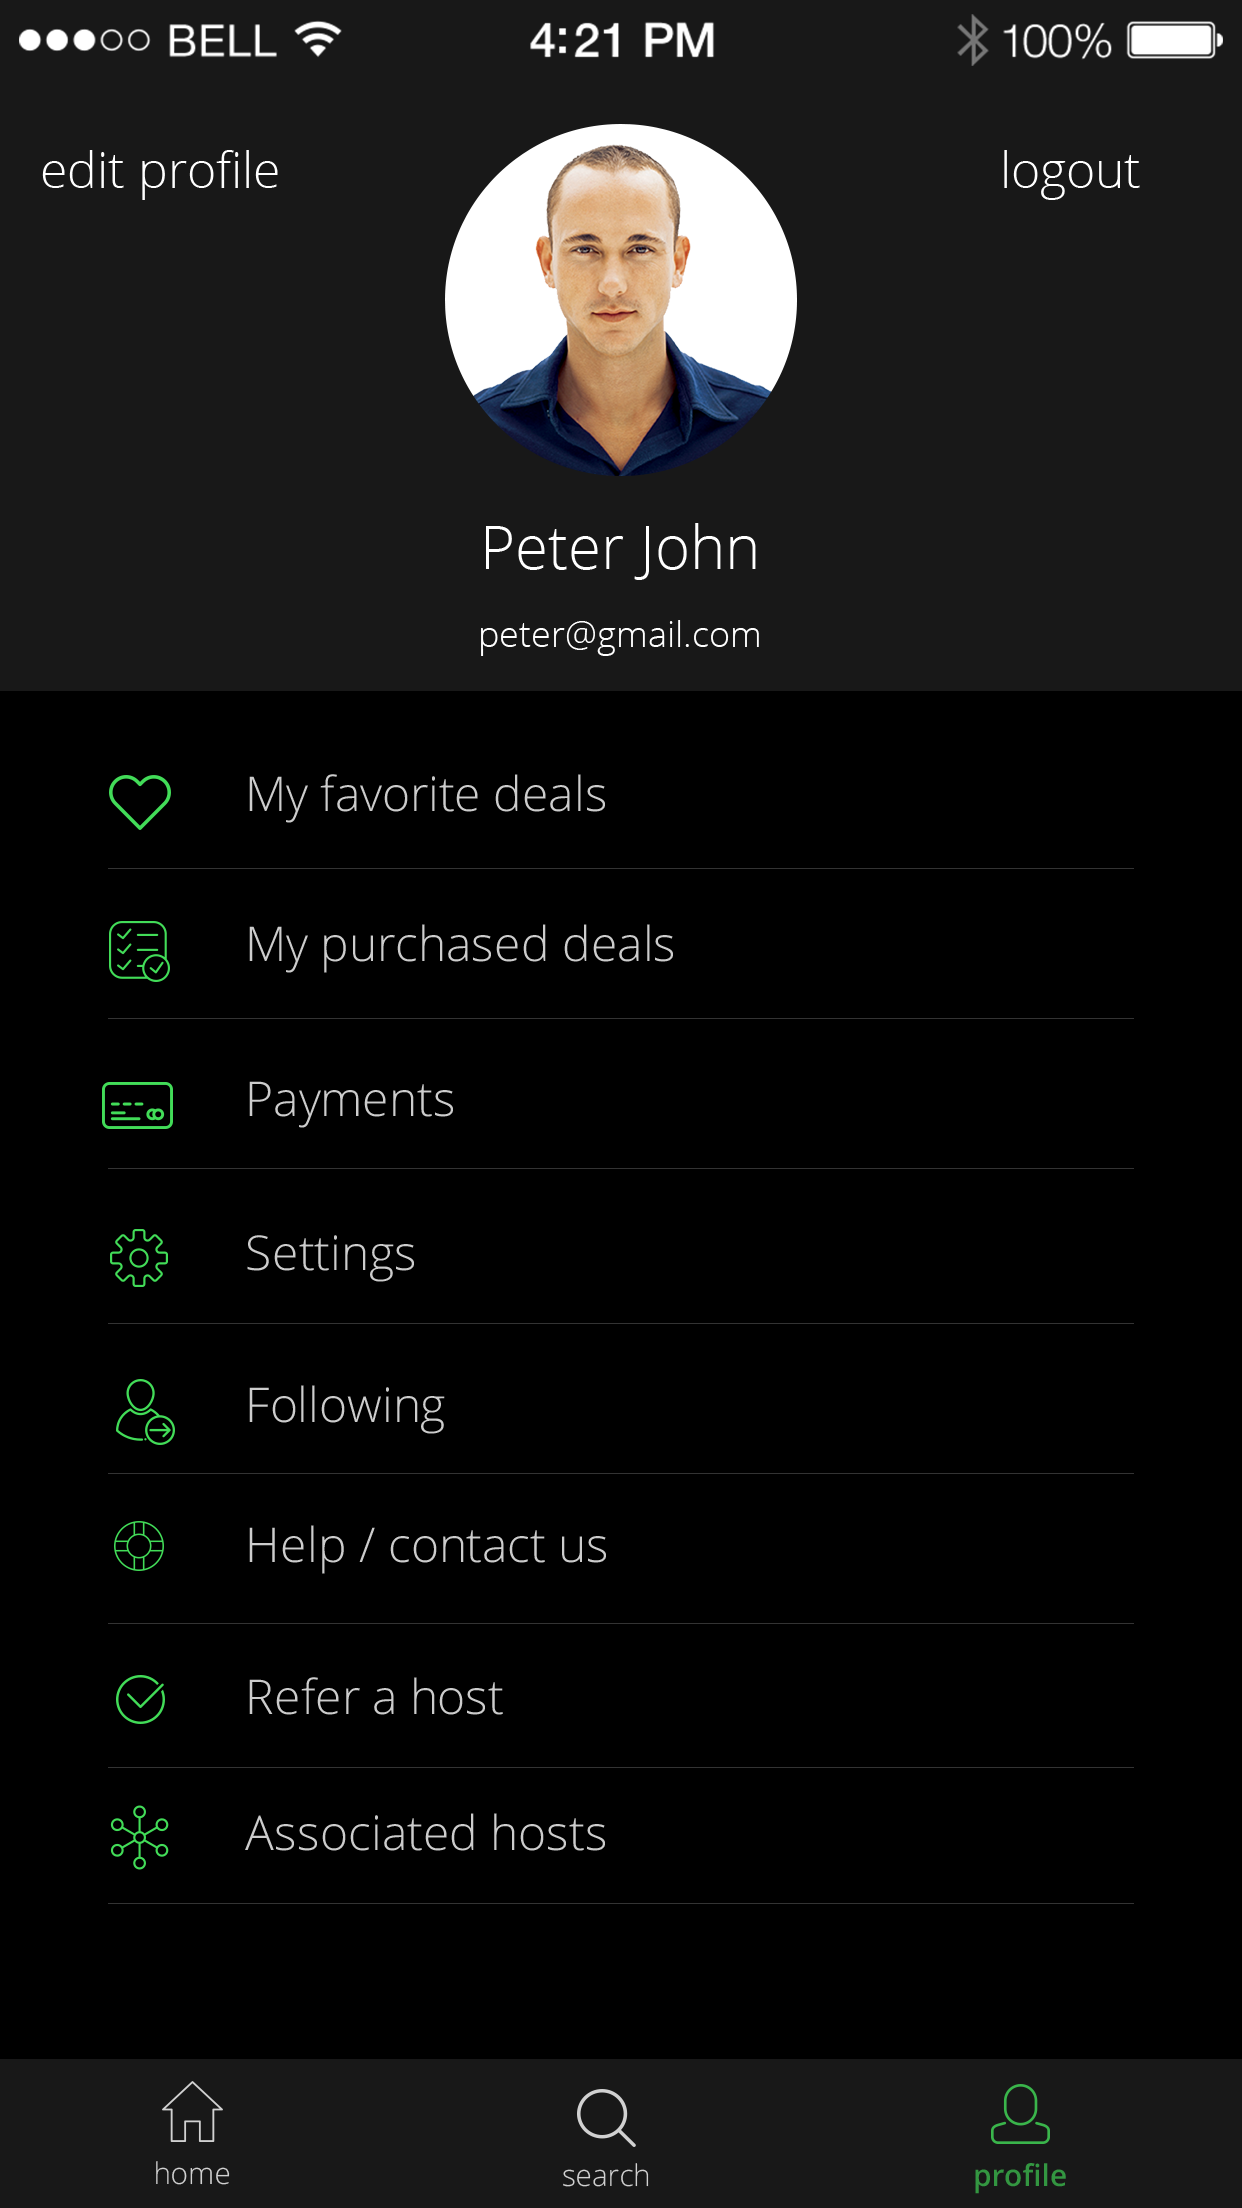 BELL 4:21 PM 100%
edit profile logout
Peter John
peter@gmail.com
My favorite deals
My purchased deals
Payments
Settings
Following
Help / contact us
Refer a host
Associated hosts
home search profile